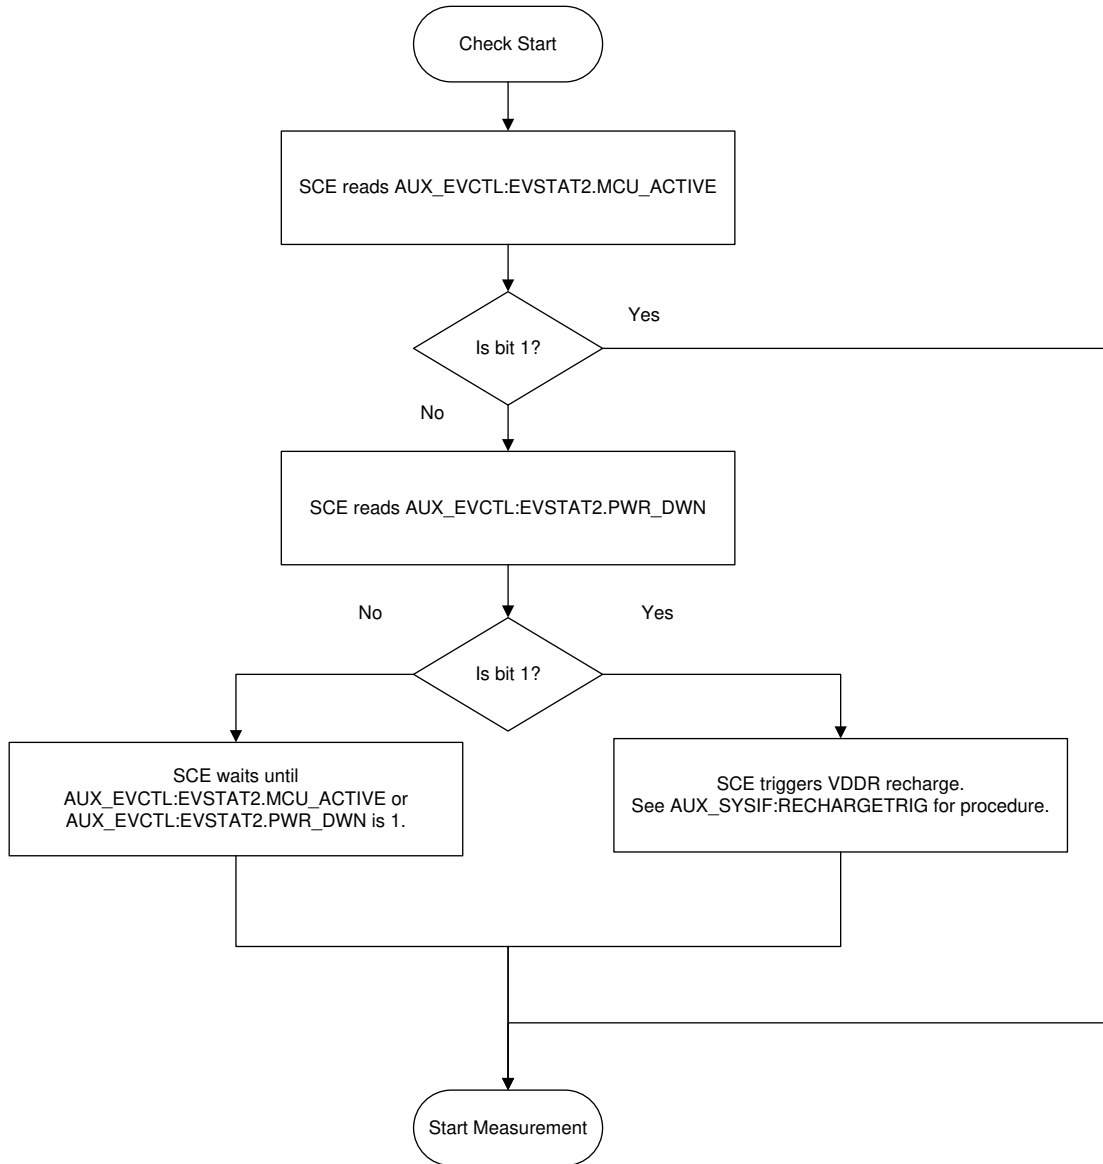 Check Start
SCE reads AUX_EVCTL:EVSTAT2.MCU_ACTIVE
Yes
Is bit 1?
No
SCE reads AUX_EVCTL:EVSTAT2.PWR_DWN
No
Yes
Is bit 1?
SCE waits until
AUX_EVCTL:EVSTAT2.MCU_ACTIVE or
AUX_EVCTL:EVSTAT2.PWR_DWN is 1.
SCE triggers VDDR recharge.
See AUX_SYSIF:RECHARGETRIG for procedure.
Start Measurement